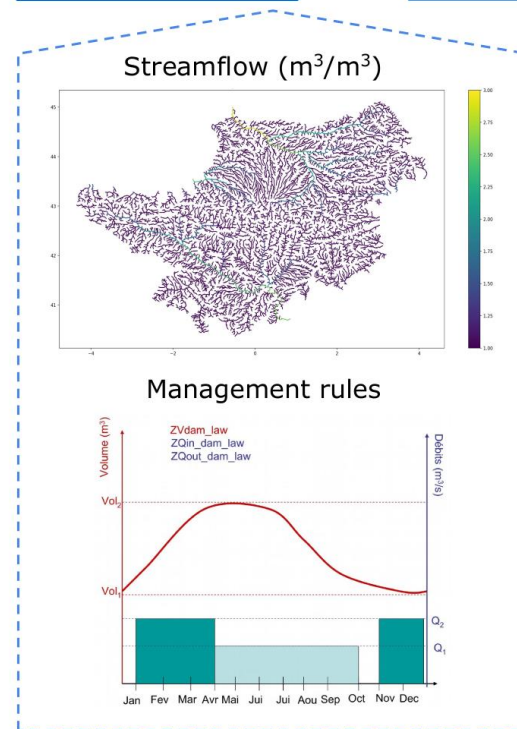 Streamflow (m³/m³)
45
44
43
42
41
-4
-2
0
2
4
3.00
2.75
2.50
2.25
2.00
1.75
1.50
1.25
1.00
Management rules
Volume (m³)
ZVdam_law
ZQin_dam_law
ZQout_dam_law
Débits (m³/s)
Vol₂
Vol₁
Q₂
Q₁
Jan Fev Mar Avr Mai Jui Jui Aou Sep Oct Nov Dec